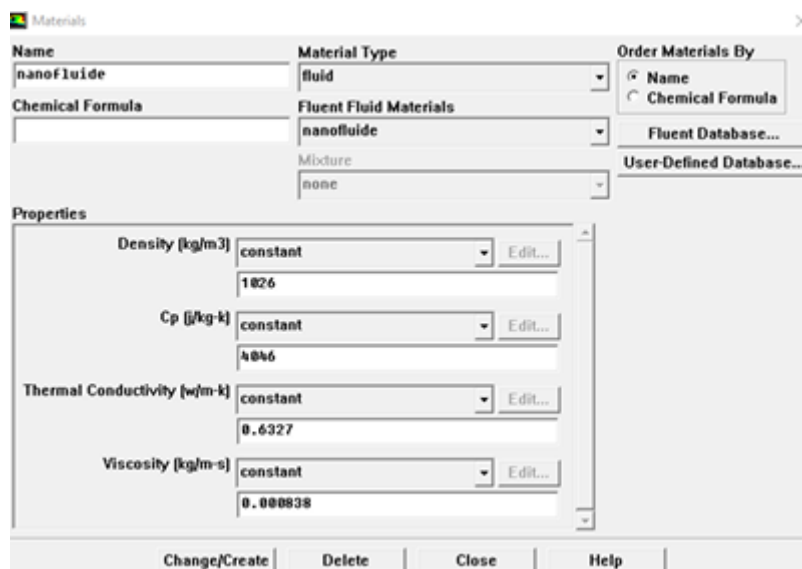 Materials
Name
nanofluide
Chemical Formula
Material Type
fluid
Fluent Fluid Materials
nanofluide
Mixture
none
Order Materials By
Name
Chemical Formula
Fluent Database...
User-Defined Database...
Properties
Density (kg/m3)
constant
Edit...
1026
Cp (j/kg-k)
constant
Edit...
4046
Thermal Conductivity (w/m-k)
constant
Edit...
0.6327
Viscosity (kg/m-s)
constant
Edit...
0.000838
Change/Create
Delete
Close
Help